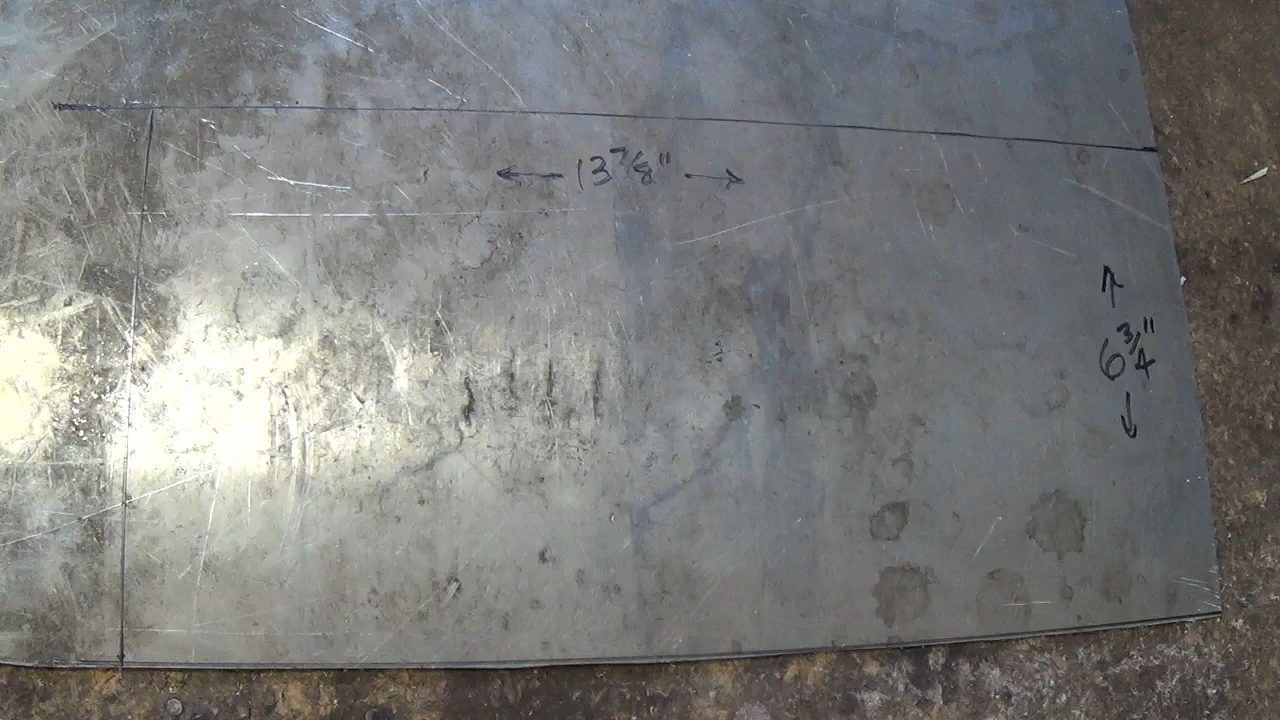 ← 13 7/8" →
↑
6 3/4"
↓